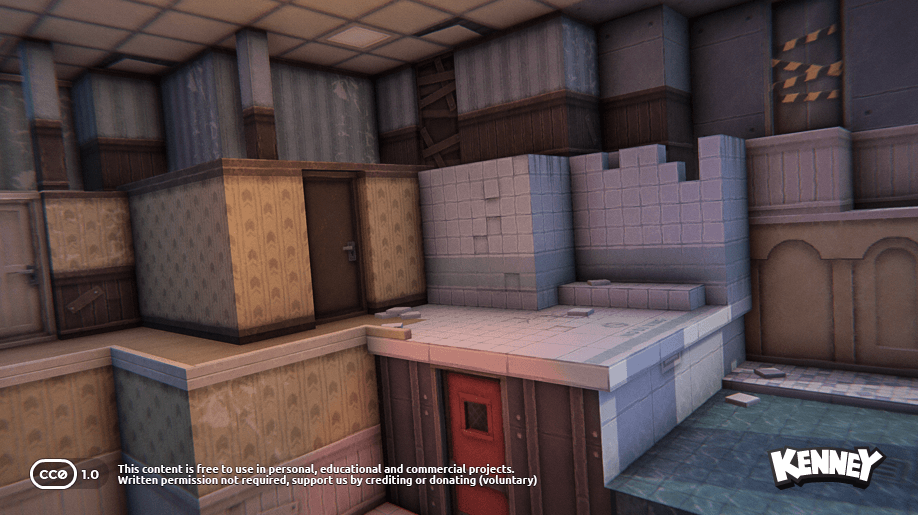 CC0 1.0
This content is free to use in personal, educational and commercial projects.
Written permission not required, support us by crediting or donating (voluntary)
KENNEY